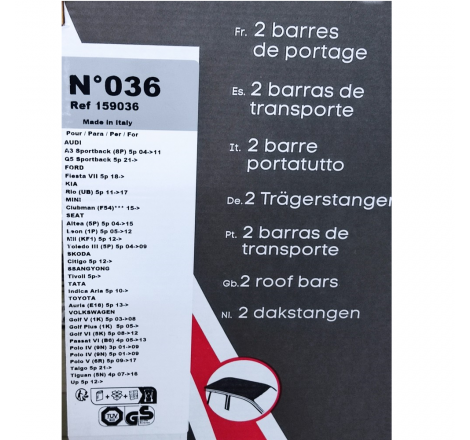 N°036
Ref 159036
Made in Italy
Pour / Para / Per / For
AUDI
A3 Sportback (8P) 5p 04->11
Q5 Sportback 5p 21->
FORD
Fiesta VII 5p 18->
KIA
Rio (UB) 5p 11->17
MINI
Clubman (F54)*** 15->
SEAT
Altea (5P) 5p 04->15
Leon (1P) 5p 05->12
MII (KF1) 5p 12->
Toledo III (5P) 5p 04->09
SKODA
Citigo 5p 12->
SSANGYONG
Tivoli 5p->
TATA
Indica Aria 5p 10->
TOYOTA
Auris (E18) 5p 13->
VOLKSWAGEN
Golf V (1K) 5p 03->08
Golf Plus (1K) 5p 05->
Golf VI (5K) 5p 08->12
Passat VI (B6) 4p 05->13
Polo IV (9N) 3p 01->09
Polo IV (9N) 5p 01->09
Polo V (6R) 5p 09->17
Taigo 5p 21->
Tiguan (5N) 4p 07->16
Up 5p 12->
TÜV
GS
Fr. 2 barres
de portage
Es. 2 barras de
transporte
It. 2 barre
portatutto
De. 2 Trägerstangen
Pt. 2 barras de
transporte
Gb. 2 roof bars
Nl. 2 dakstangen